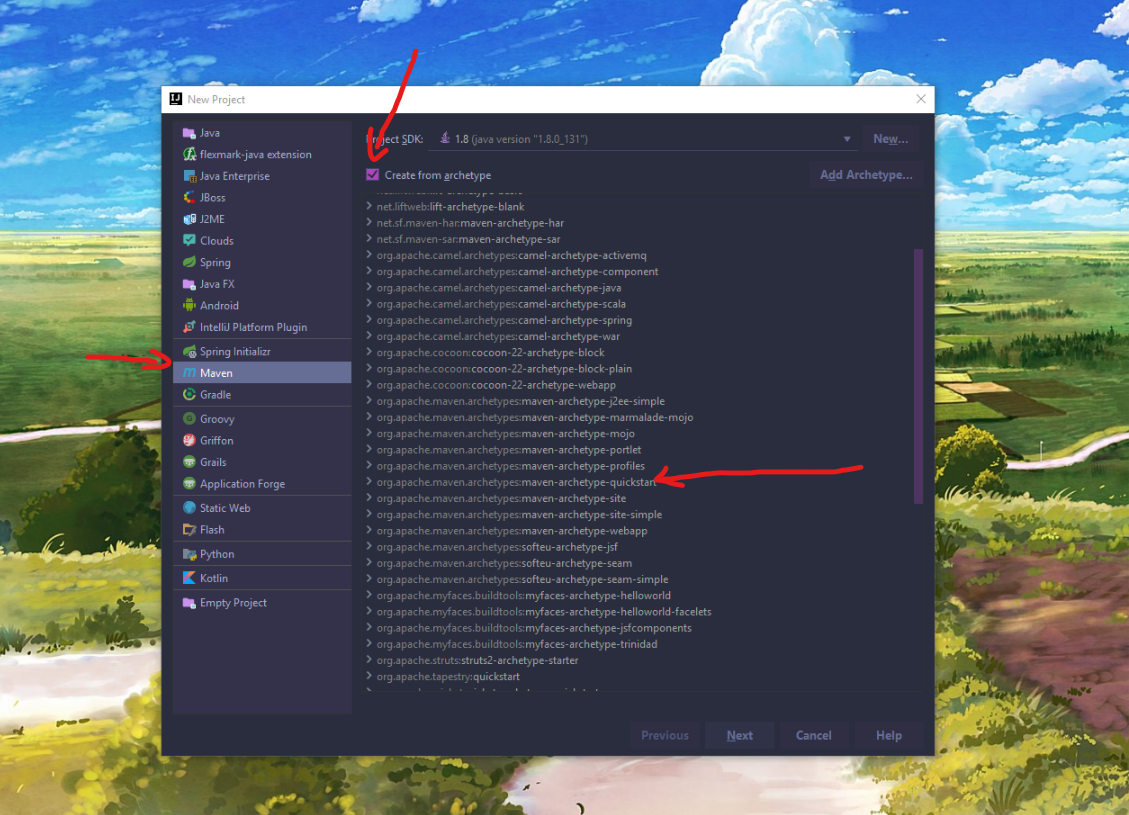 New Project
Java
flexmark-java extension
Java Enterprise
JBoss
J2ME
Clouds
Spring
Java FX
Android
IntelliJ Platform Plugin
Spring Initializr
Maven
Gradle
Groovy
Griffon
Grails
Application Forge
Static Web
Flash
Python
Kotlin
Empty Project
Project SDK: 1.8 (java version "1.8.0_131") New...
Create from archetype Add Archetype...
net.liftweb:lift-archetype-blank
net.sf.maven-har:maven-archetype-har
net.sf.maven-sar:maven-archetype-sar
org.apache.camel.archetypes:camel-archetype-activemq
org.apache.camel.archetypes:camel-archetype-component
org.apache.camel.archetypes:camel-archetype-java
org.apache.camel.archetypes:camel-archetype-scala
org.apache.camel.archetypes:camel-archetype-spring
org.apache.camel.archetypes:camel-archetype-war
org.apache.cocoon:cocoon-22-archetype-block
org.apache.cocoon:cocoon-22-archetype-block-plain
org.apache.cocoon:cocoon-22-archetype-webapp
org.apache.maven.archetypes:maven-archetype-j2ee-simple
org.apache.maven.archetypes:maven-archetype-marmalade-mojo
org.apache.maven.archetypes:maven-archetype-mojo
org.apache.maven.archetypes:maven-archetype-portlet
org.apache.maven.archetypes:maven-archetype-profiles
org.apache.maven.archetypes:maven-archetype-quickstart
org.apache.maven.archetypes:maven-archetype-site
org.apache.maven.archetypes:maven-archetype-site-simple
org.apache.maven.archetypes:maven-archetype-webapp
org.apache.maven.archetypes:softeu-archetype-jsf
org.apache.maven.archetypes:softeu-archetype-seam
org.apache.maven.archetypes:softeu-archetype-seam-simple
org.apache.myfaces.buildtools:myfaces-archetype-helloworld
org.apache.myfaces.buildtools:myfaces-archetype-helloworld-facelets
org.apache.myfaces.buildtools:myfaces-archetype-jsfcomponents
org.apache.myfaces.buildtools:myfaces-archetype-trinidad
org.apache.struts:struts2-archetype-starter
org.apache.tapestry:quickstart
Previous Next Cancel Help